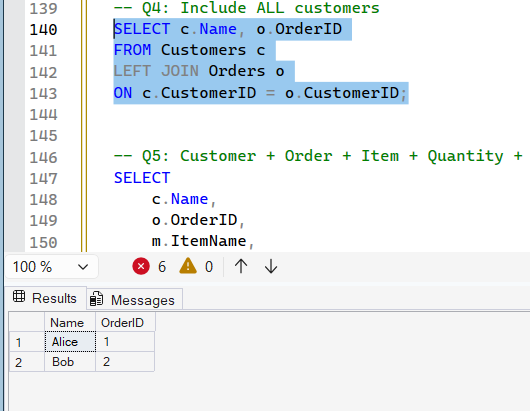 139 -- Q4: Include ALL customers
140 SELECT c.Name, o.OrderID
141 FROM Customers c
142 LEFT JOIN Orders o
143 ON c.CustomerID = o.CustomerID;
144
145
146 -- Q5: Customer + Order + Item + Quantity +
147 SELECT
148 c.Name,
149 o.OrderID,
150 m.ItemName,
100 % 6 0
Results Messages
Name OrderID
1 Alice 1
2 Bob 2